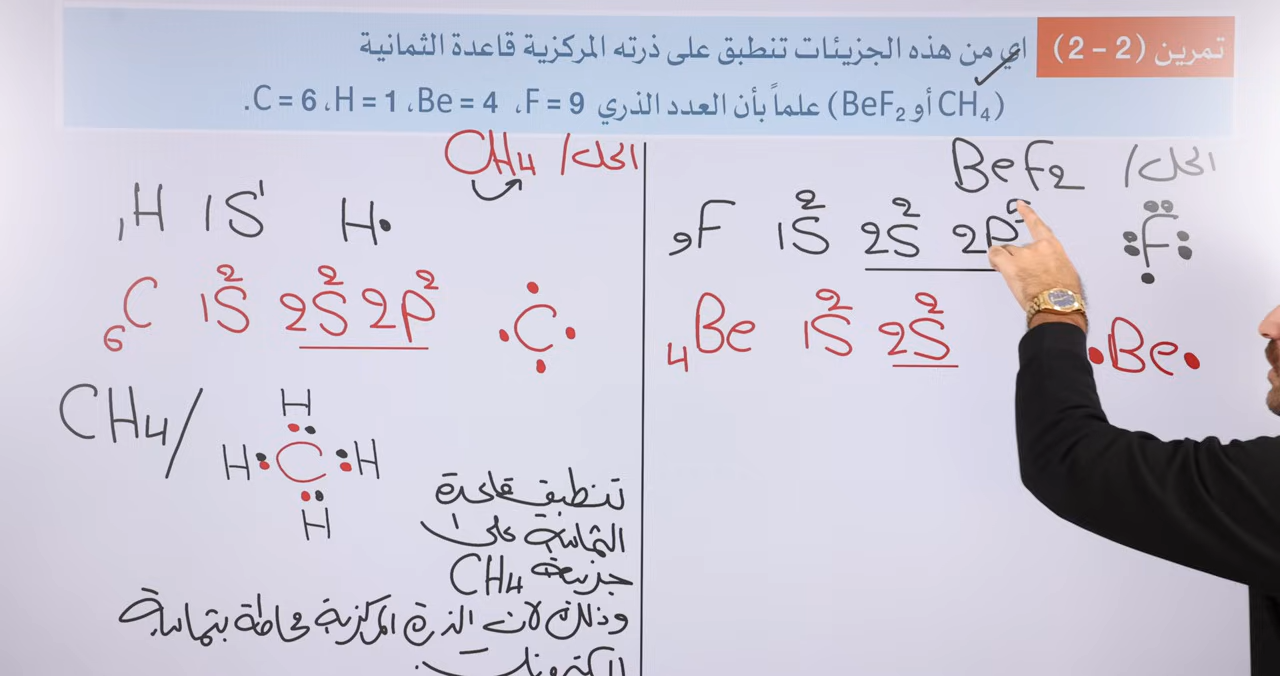 تمرين (2 - 2) اي من هذه الجزيئات تنطبق على ذرته المركزية قاعدة الثمانية
(CH₄ أو BeF₂) علماً بأن العدد الذري F = 9، Be = 4، H = 1، C = 6.
الحل/ BeF₂
₉F 1S² 2S² 2P⁵ F
₄Be 1S² 2S² •Be•
الحل/ CH₄
₁H 1S¹ H•
₆C 1S² 2S² 2P² C
CH₄/
H
H C H
H
تنطبق قاعدة
الثمانية على
جزيئة CH₄
وذلك لان الذرة المركزية محاطة بثمانية
الكترونات.